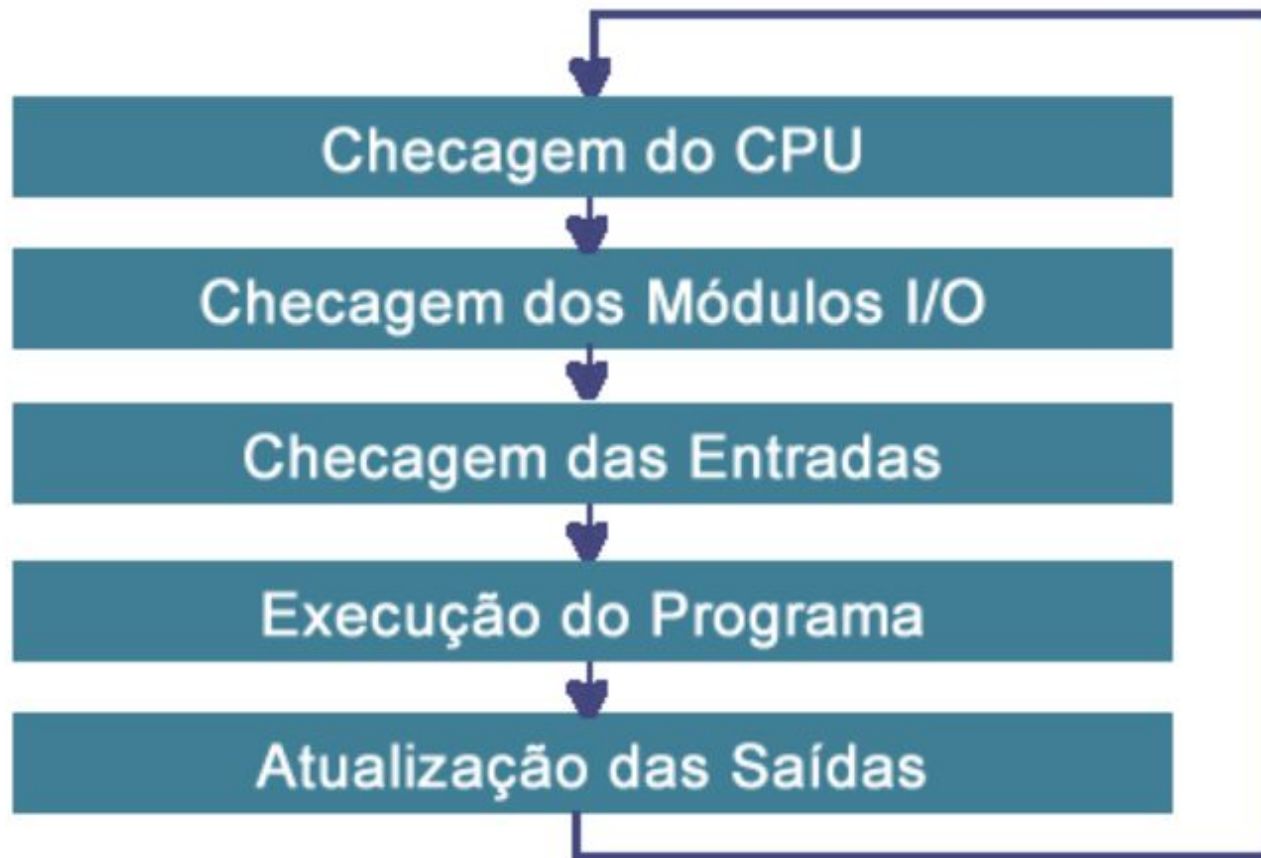 Checagem do CPU
Checagem dos Módulos I/O
Checagem das Entradas
Execução do Programa
Atualização das Saídas